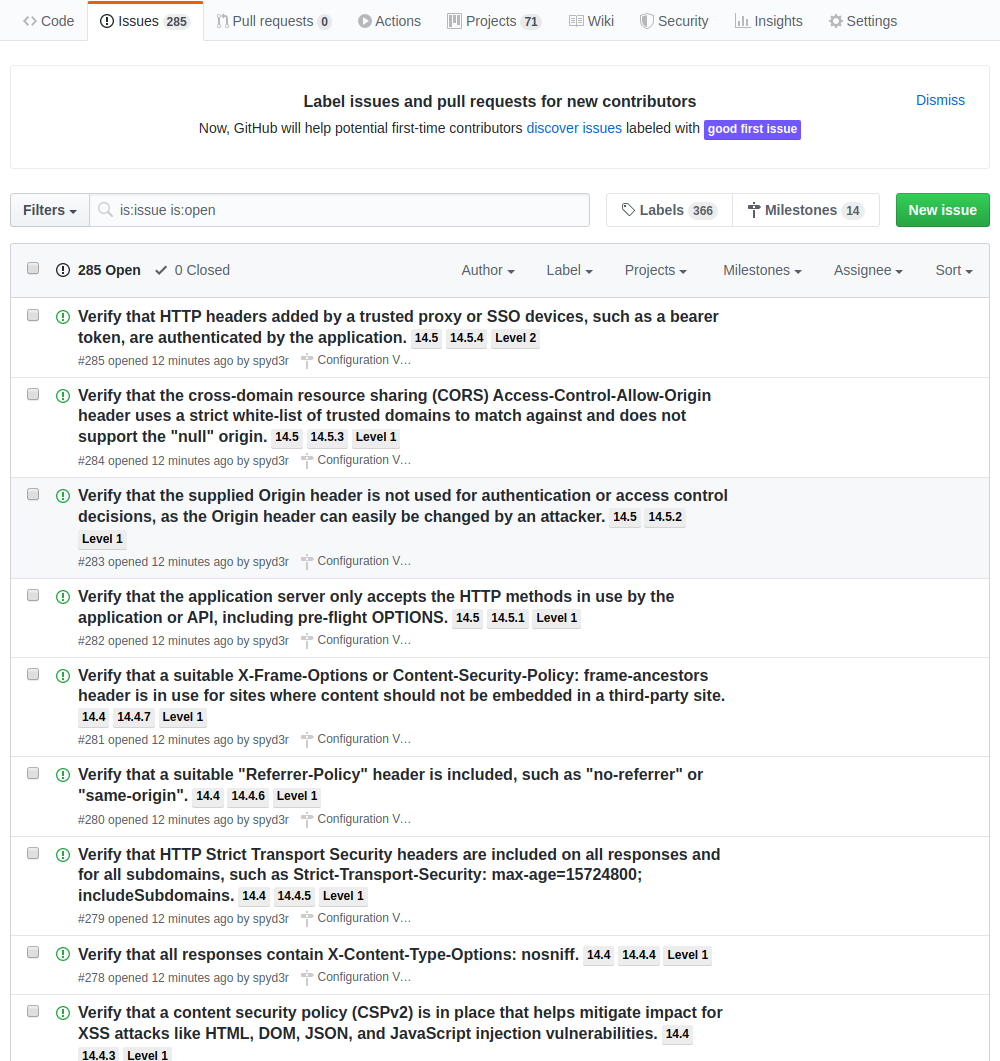 Code Issues 285 Pull requests 0 Actions Projects 71 Wiki Security Insights Settings
Label issues and pull requests for new contributors
Dismiss
Now, GitHub will help potential first-time contributors discover issues labeled with good first issue
Filters is:issue is:open Labels 366 Milestones 14 New issue
285 Open 0 Closed Author Label Projects Milestones Assignee Sort
Verify that HTTP headers added by a trusted proxy or SSO devices, such as a bearer
token, are authenticated by the application. 14.5 14.5.4 Level 2
#285 opened 12 minutes ago by spyd3r Configuration V…
Verify that the cross-domain resource sharing (CORS) Access-Control-Allow-Origin
header uses a strict white-list of trusted domains to match against and does not
support the "null" origin. 14.5 14.5.3 Level 1
#284 opened 12 minutes ago by spyd3r Configuration V…
Verify that the supplied Origin header is not used for authentication or access control
decisions, as the Origin header can easily be changed by an attacker. 14.5 14.5.2
Level 1
#283 opened 12 minutes ago by spyd3r Configuration V…
Verify that the application server only accepts the HTTP methods in use by the
application or API, including pre-flight OPTIONS. 14.5 14.5.1 Level 1
#282 opened 12 minutes ago by spyd3r Configuration V…
Verify that a suitable X-Frame-Options or Content-Security-Policy: frame-ancestors
header is in use for sites where content should not be embedded in a third-party site.
14.4 14.4.7 Level 1
#281 opened 12 minutes ago by spyd3r Configuration V…
Verify that a suitable "Referrer-Policy" header is included, such as "no-referrer" or
"same-origin". 14.4 14.4.6 Level 1
#280 opened 12 minutes ago by spyd3r Configuration V…
Verify that HTTP Strict Transport Security headers are included on all responses and
for all subdomains, such as Strict-Transport-Security: max-age=15724800;
includeSubdomains. 14.4 14.4.5 Level 1
#279 opened 12 minutes ago by spyd3r Configuration V…
Verify that all responses contain X-Content-Type-Options: nosniff. 14.4 14.4.4 Level 1
#278 opened 12 minutes ago by spyd3r Configuration V…
Verify that a content security policy (CSPv2) is in place that helps mitigate impact for
XSS attacks like HTML, DOM, JSON, and JavaScript injection vulnerabilities. 14.4
14.4.3 Level 1